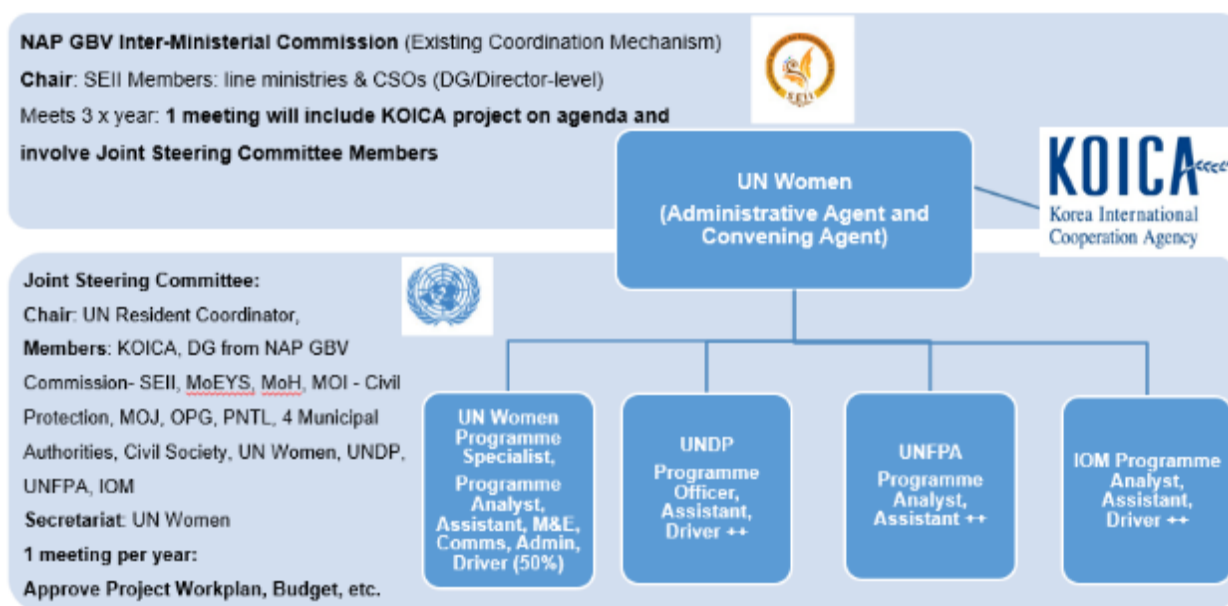 NAP GBV Inter-Ministerial Commission (Existing Coordination Mechanism)
Chair: SEII Members: line ministries & CSOs (DG/Director-level)
Meets 3 x year: 1 meeting will include KOICA project on agenda and
involve Joint Steering Committee Members
SEII
UN Women
(Administrative Agent and
Convening Agent)
KOICA
Korea International
Cooperation Agency
Joint Steering Committee:
Chair: UN Resident Coordinator,
Members: KOICA, DG from NAP GBV
Commission- SEII, MoEYS, MoH, MOI - Civil
Protection, MOJ, OPG, PNTL, 4 Municipal
Authorities, Civil Society, UN Women, UNDP,
UNFPA, IOM
Secretariat: UN Women
1 meeting per year:
Approve Project Workplan, Budget, etc.
UN Women
Programme
Specialist,
Programme
Analyst,
Assistant, M&E,
Comms, Admin,
Driver (50%)
UNDP
Programme
Officer,
Assistant,
Driver ++
UNFPA
Programme
Analyst,
Assistant ++
IOM Programme
Analyst,
Assistant,
Driver ++